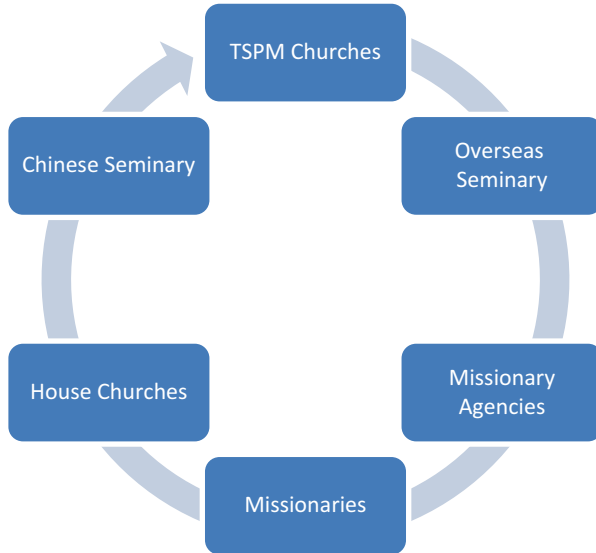 TSPM Churches
Overseas
Seminary
Missionary
Agencies
Missionaries
House Churches
Chinese Seminary